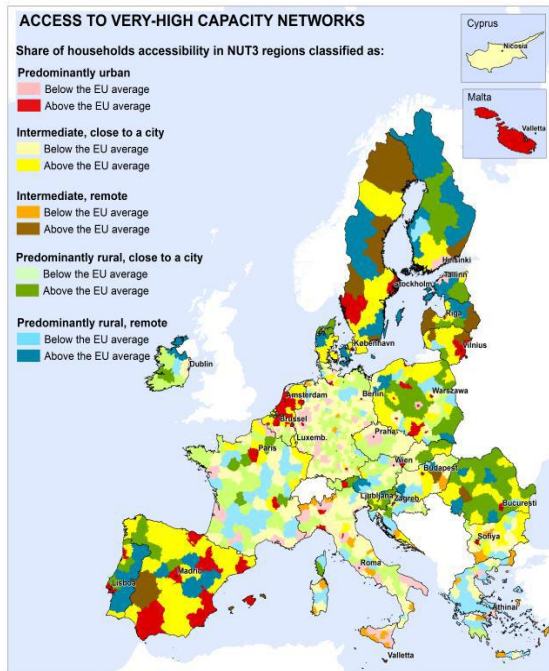 ACCESS TO VERY-HIGH CAPACITY NETWORKS
Share of households accessibility in NUT3 regions classified as:
Predominantly urban
Below the EU average
Above the EU average
Intermediate, close to a city
Below the EU average
Above the EU average
Intermediate, remote
Below the EU average
Above the EU average
Predominantly rural, close to a city
Below the EU average
Above the EU average
Predominantly rural, remote
Below the EU average
Above the EU average
Cyprus
Nicosia
Malta
Valletta
Helsinki
Tallinn
Stockholm
Riga
København
Vilnius
Dublin
Amsterdam
Berlin
Warszawa
Brussel
Luxemb.
Praha
Paris
Wien
Budapest
Ljubljana
Zagreb
Bucuresti
Sofiya
Madrid
Lisboa
Roma
Athinai
Valletta